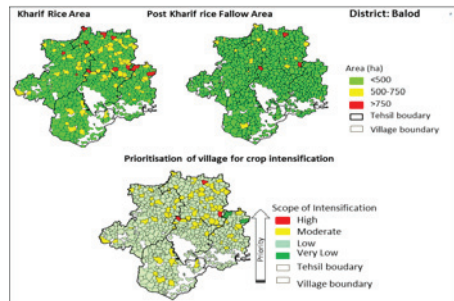 Kharif Rice Area
Post Kharif rice Fallow Area
District: Balod
Area (ha)
<500
500-750
>750
Tehsil boudary
Village boundary
Prioritisation of village for crop intensification
Scope of Intensification
High
Moderate
Low
Very Low
Tehsil boudary
Village boundary
Priority